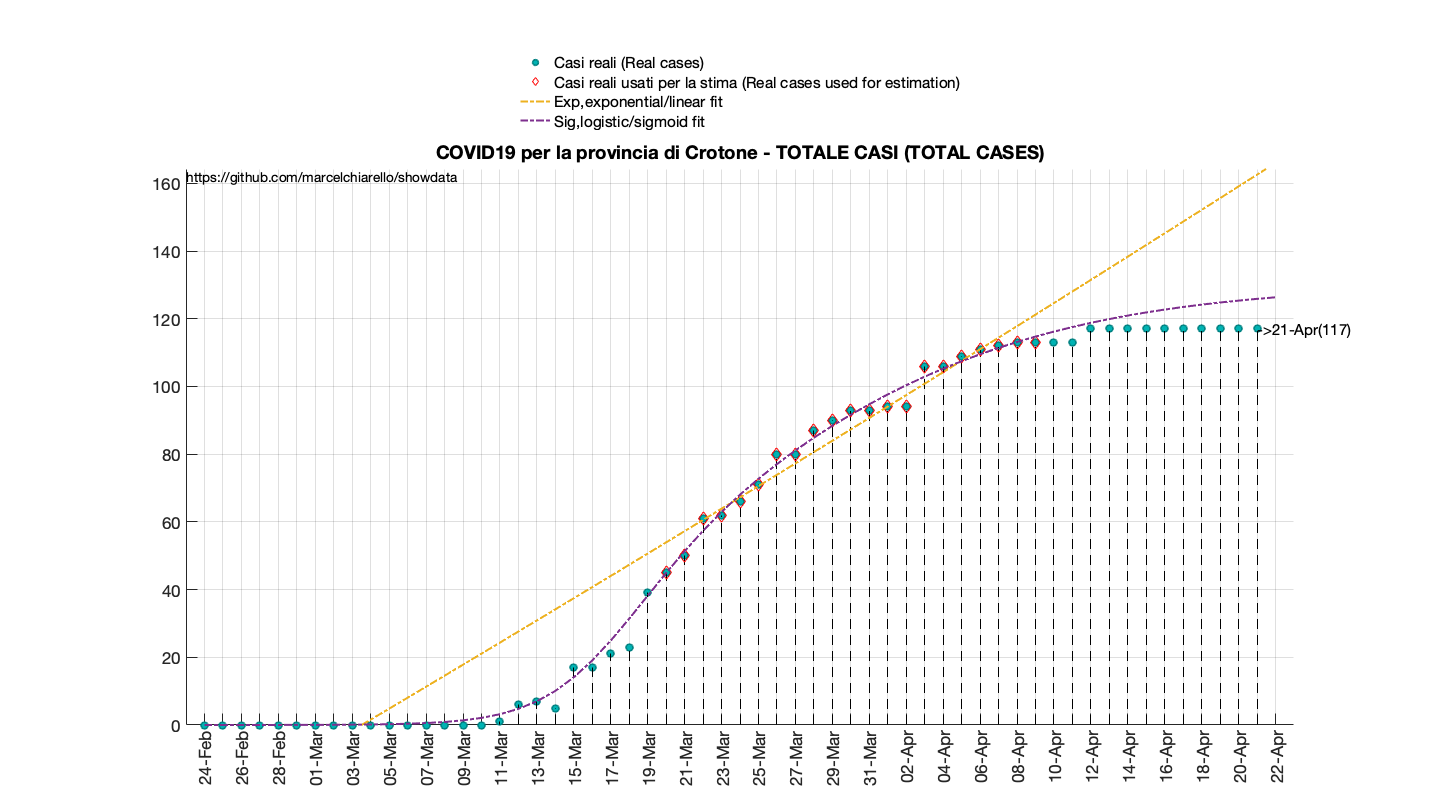 Casi reali (Real cases)
Casi reali usati per la stima (Real cases used for estimation)
Exp,exponential/linear fit
Sig,logistic/sigmoid fit
COVID19 per la provincia di Crotone - TOTALE CASI (TOTAL CASES)
https://github.com/marcelchiarello/showdata
160
140
120
100
80
60
40
20
0
->21-Apr(117)
24-Feb
26-Feb
28-Feb
01-Mar
03-Mar
05-Mar
07-Mar
09-Mar
11-Mar
13-Mar
15-Mar
17-Mar
19-Mar
21-Mar
23-Mar
25-Mar
27-Mar
29-Mar
31-Mar
02-Apr
04-Apr
06-Apr
08-Apr
10-Apr
12-Apr
14-Apr
16-Apr
18-Apr
20-Apr
22-Apr